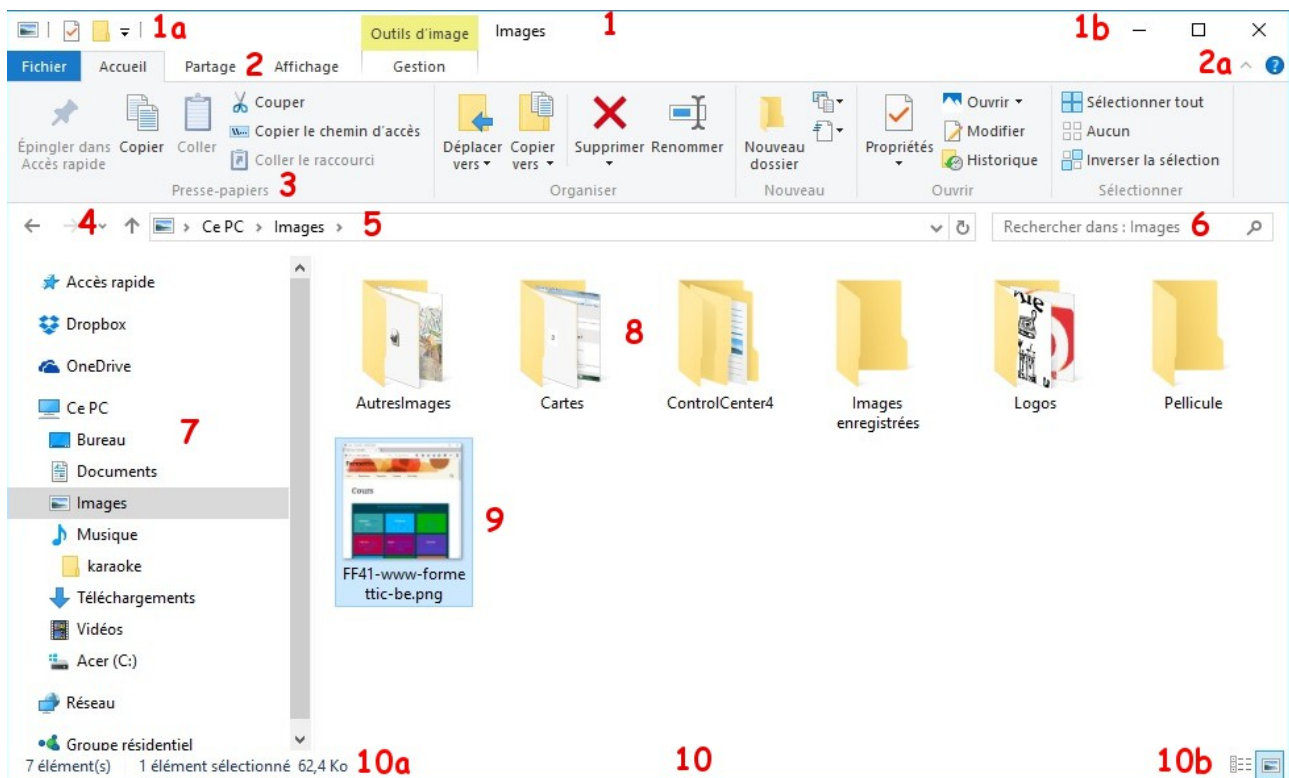 1a Outils d'image Images 1 1b
Fichier Accueil Partage 2 Affichage Gestion 2a
Épingler dans Accès rapide
Copier
Coller
Couper
Copier le chemin d'accès
Coller le raccourci
Presse-papiers 3
Déplacer vers
Copier vers
Supprimer
Renommer
Organiser
Nouveau dossier
Nouveau
Propriétés
Ouvrir
Modifier
Historique
Ouvrir
Sélectionner tout
Aucun
Inverser la sélection
Sélectionner
4 Ce PC Images 5 Rechercher dans : Images 6
Accès rapide
Dropbox
OneDrive
Ce PC
Bureau
7
Documents
Images
Musique
karaoke
Téléchargements
Vidéos
Acer (C:)
Réseau
Groupe résidentiel
8
AutresImages
Cartes
ControlCenter4
Images
enregistrées
Logos
Pellicule
Cours
9
FF41-www-forme
ttic-be.png
7 élément(s) 1 élément sélectionné 62,4 Ko 10a 10 10b